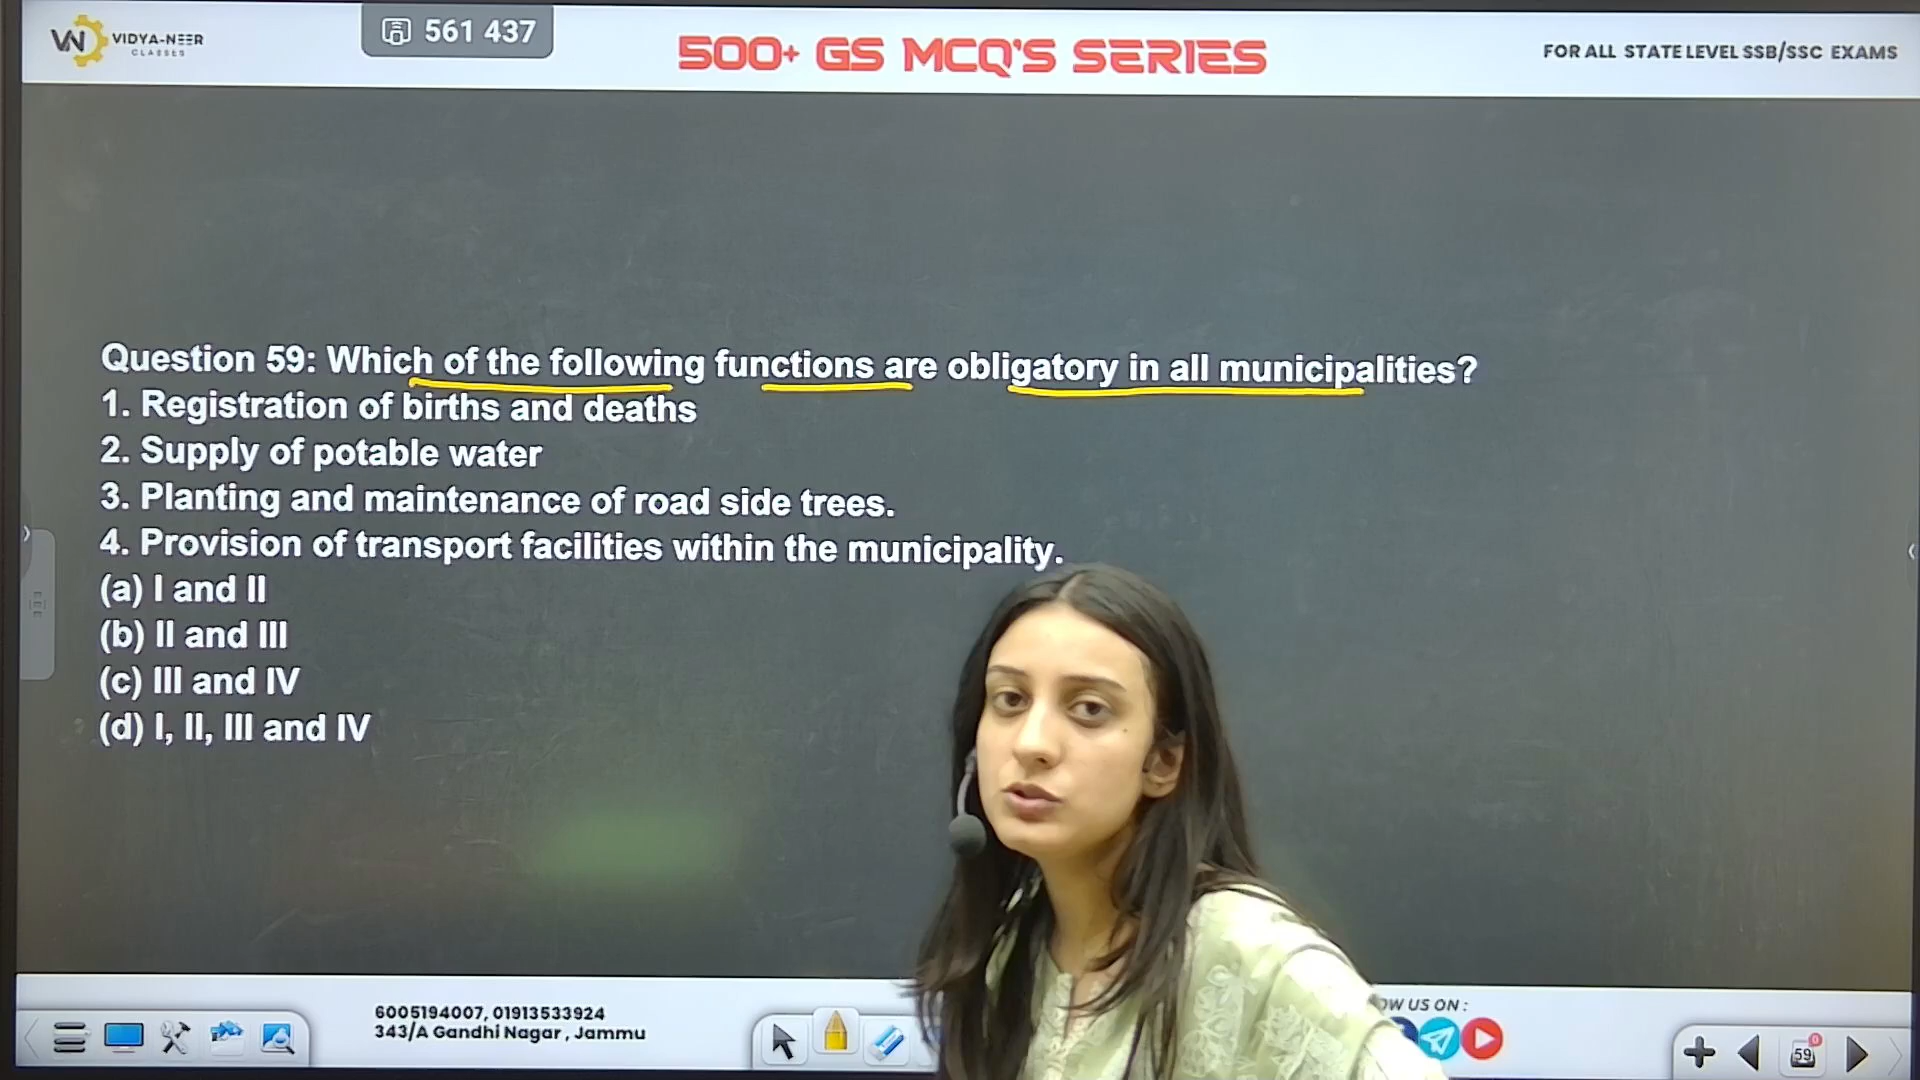 VN VIDYA-NEER
CLASSES
561 437
500+ GS MCQ'S SERIES
FOR ALL STATE LEVEL SSB/SSC EXAMS
Question 59: Which of the following functions are obligatory in all municipalities?
1. Registration of births and deaths
2. Supply of potable water
3. Planting and maintenance of road side trees.
4. Provision of transport facilities within the municipality.
(a) I and II
(b) II and III
(c) III and IV
(d) I, II, III and IV
6005194007, 01913533924
343/A Gandhi Nagar, Jammu
OW US ON :
59
0